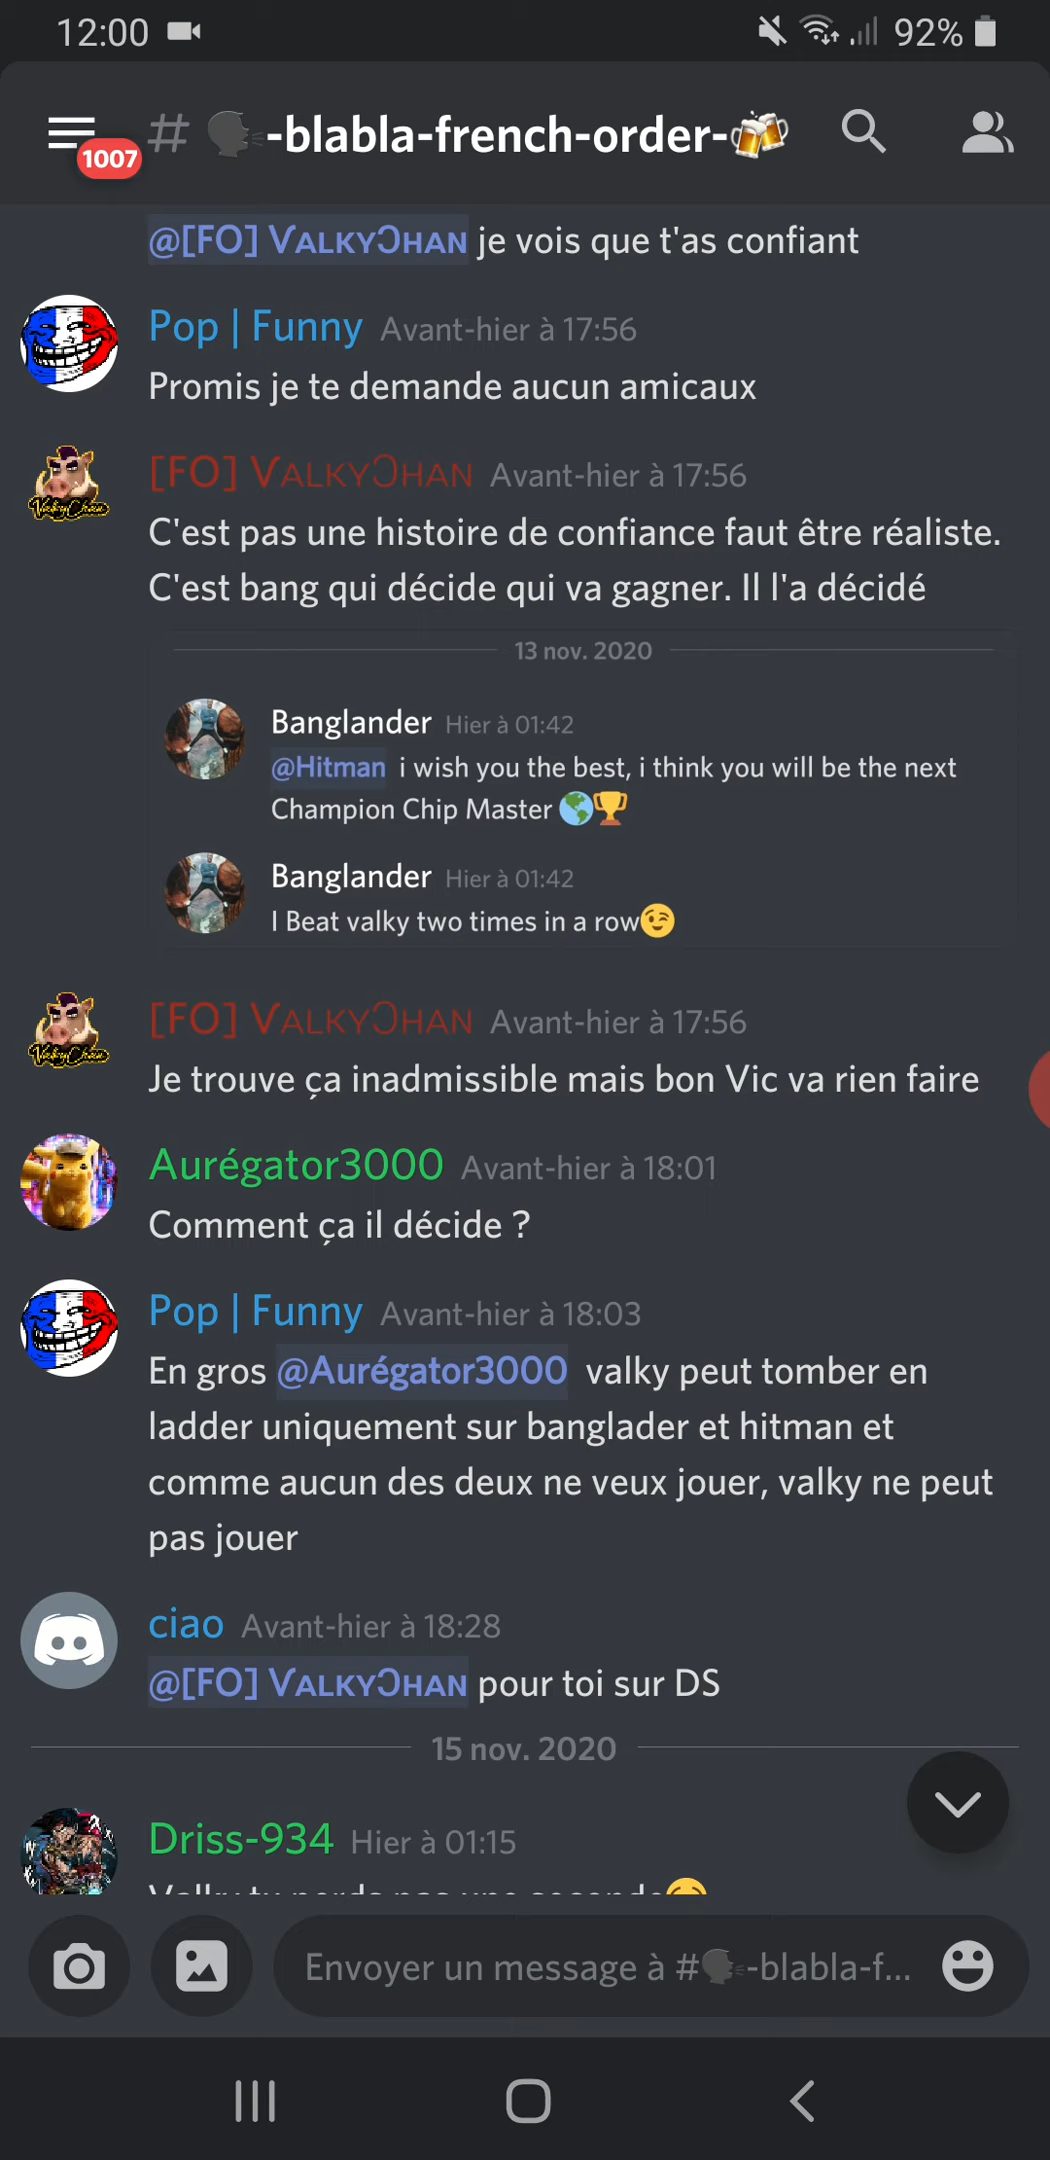 12:00 92%
1007 # -blabla-french-order-
@[FO] VALKYƆHAN je vois que t'as confiant
Pop | Funny Avant-hier à 17:56
Promis je te demande aucun amicaux
[FO] VALKYƆHAN Avant-hier à 17:56
C'est pas une histoire de confiance faut être réaliste.
C'est bang qui décide qui va gagner. Il l'a décidé
13 nov. 2020
Banglander Hier à 01:42
@Hitman i wish you the best, i think you will be the next
Champion Chip Master 🌎🏆
Banglander Hier à 01:42
I Beat valky two times in a row😉
ValkyChan
[FO] VALKYƆHAN Avant-hier à 17:56
ValkyChan
Je trouve ça inadmissible mais bon Vic va rien faire
Aurégator3000 Avant-hier à 18:01
Comment ça il décide ?
Pop | Funny Avant-hier à 18:03
En gros @Aurégator3000 valky peut tomber en
ladder uniquement sur banglader et hitman et
comme aucun des deux ne veux jouer, valky ne peut
pas jouer
ciao Avant-hier à 18:28
@[FO] VALKYƆHAN pour toi sur DS
15 nov. 2020
Driss-934 Hier à 01:15
Valky tu perds pas une seconde
Envoyer un message à #🗣-blabla-f...